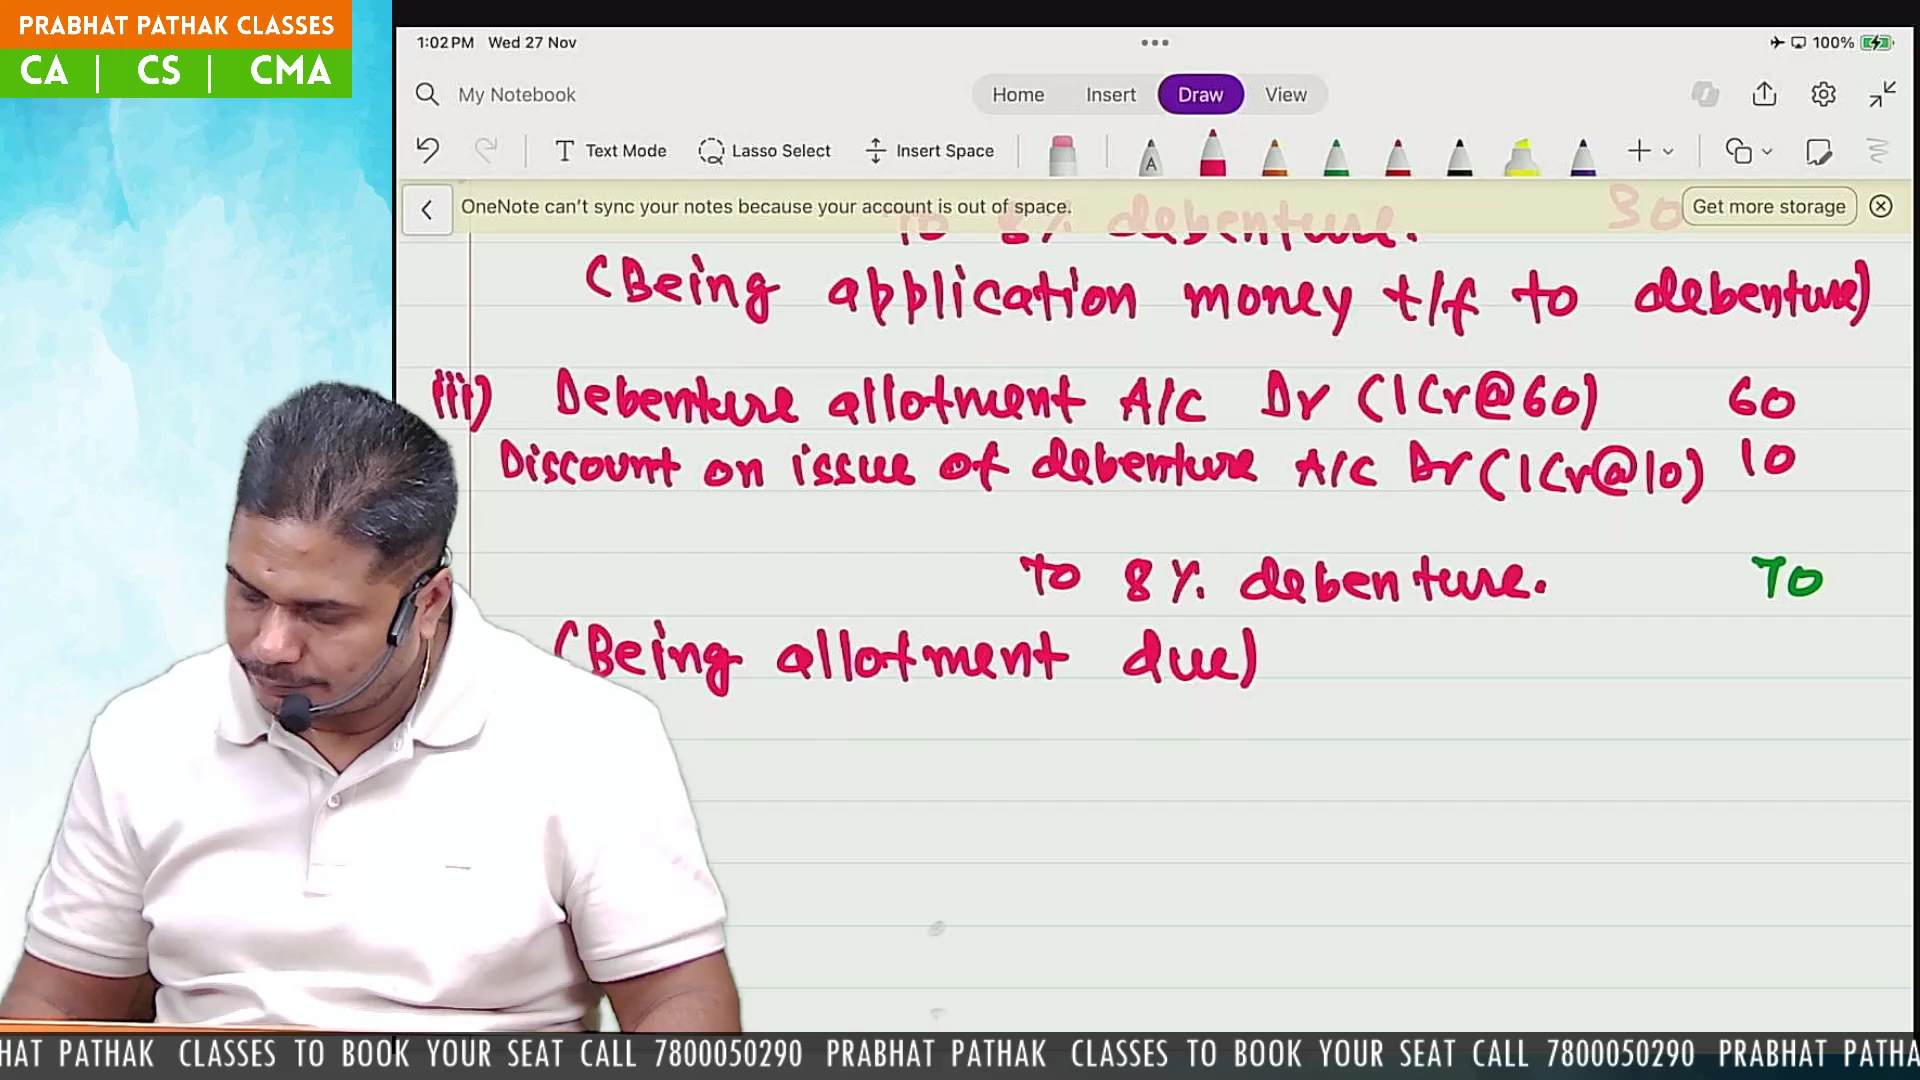 PRABHAT PATHAK CLASSES
CA | CS | CMA
1:02 PM Wed 27 Nov
100%
My Notebook
Home Insert Draw View
Text Mode Lasso Select Insert Space
A
OneNote can't sync your notes because your account is out of space. Get more storage
To 8% debenture. 30
(Being application money t/f to debenture)
(iii) Debenture allotment A/C Dr (1Cr@60) 60
Discount on issue of debenture A/C Dr (1Cr@10) 10
to 8% debenture. 70
(Being allotment due)
HAT PATHAK CLASSES TO BOOK YOUR SEAT CALL 7800050290 PRABHAT PATHAK CLASSES TO BOOK YOUR SEAT CALL 7800050290 PRABHAT PATHA